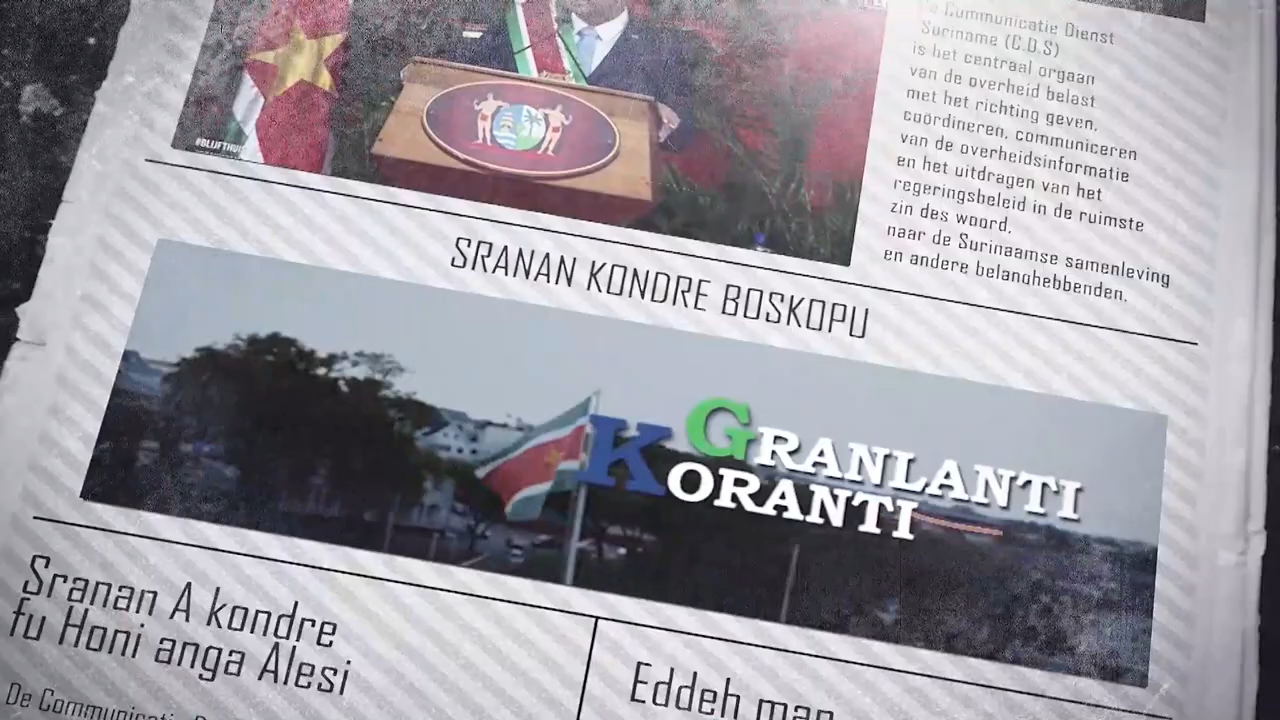 Communicatie Dienst
Suriname (C.D.S)
is het centraal orgaan
van de overheid belast
met het richting geven,
coördineren, communiceren
van de overheidsinformatie
en het uitdragen van het
regeringsbeleid in de ruimste
zin des woord,
naar de Surinaamse samenleving
en andere belanghebbenden.
SRANAN KONDRE BOSKOPU
GRANLANTI
KORANTI
Sranan A kondre
fu Honi anga Alesi
De
Eddeh man